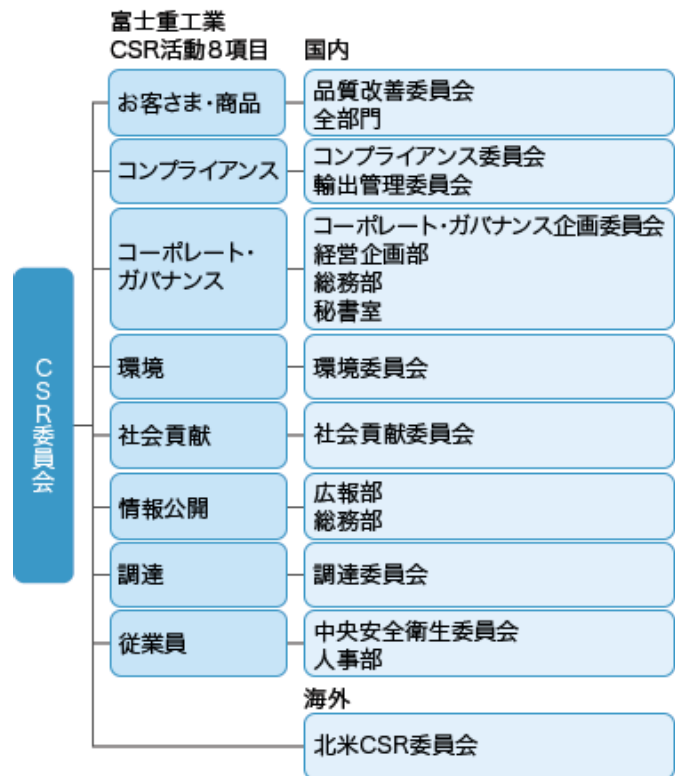 富士重工業
CSR活動8項目
国内
お客さま・商品
品質改善委員会
全部門
コンプライアンス
コンプライアンス委員会
輸出管理委員会
コーポレート・
ガバナンス
コーポレート・ガバナンス企画委員会
経営企画部
総務部
秘書室
CSR委員会
環境
環境委員会
社会貢献
社会貢献委員会
情報公開
広報部
総務部
調達
調達委員会
従業員
中央安全衛生委員会
人事部
海外
北米CSR委員会